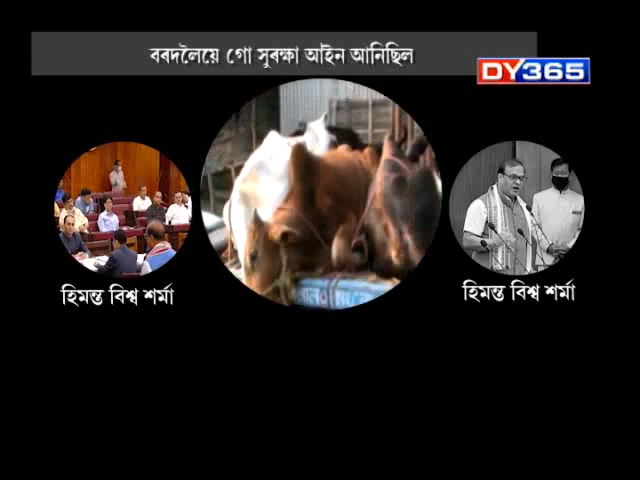 বৰদলৈয়ে গো সুৰক্ষা আইন আনিছিল
DY365
হিমন্ত বিশ্ব শৰ্মা
হিমন্ত বিশ্ব শৰ্মা